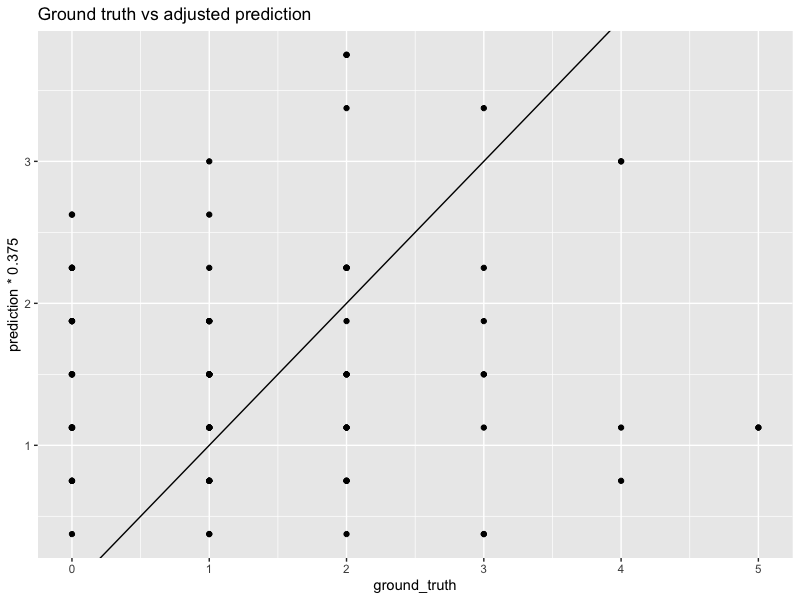 Ground truth vs adjusted prediction
3
2
1
prediction * 0.375
0 1 2 3 4 5
ground_truth